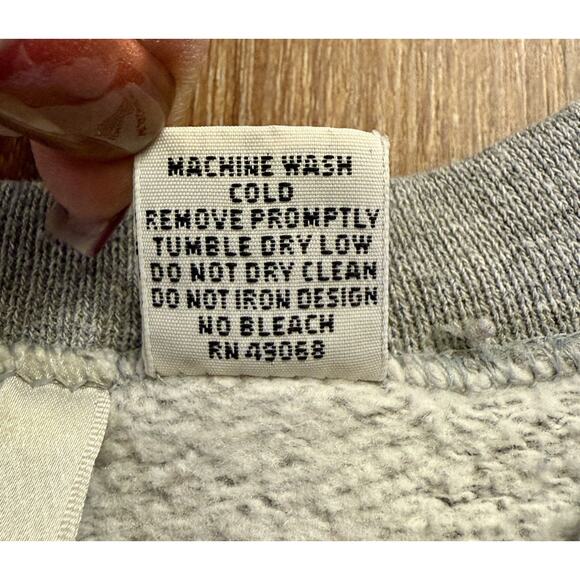 MACHINE WASH
COLD
REMOVE PROMPTLY
TUMBLE DRY LOW
DO NOT DRY CLEAN
DO NOT IRON DESIGN
NO BLEACH
RN 49068